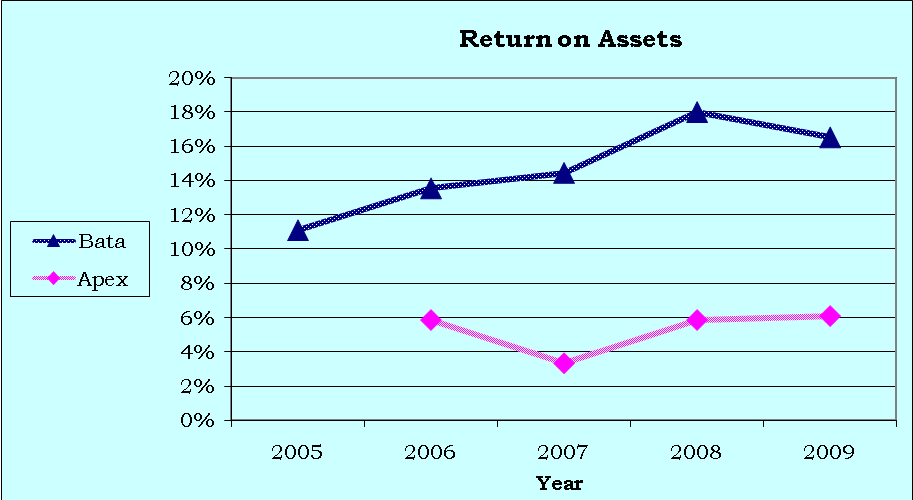 Return on Assets
20%
18%
16%
14%
12%
10%
8%
6%
4%
2%
0%
Bata
Apex
2005 2006 2007 2008 2009
Year